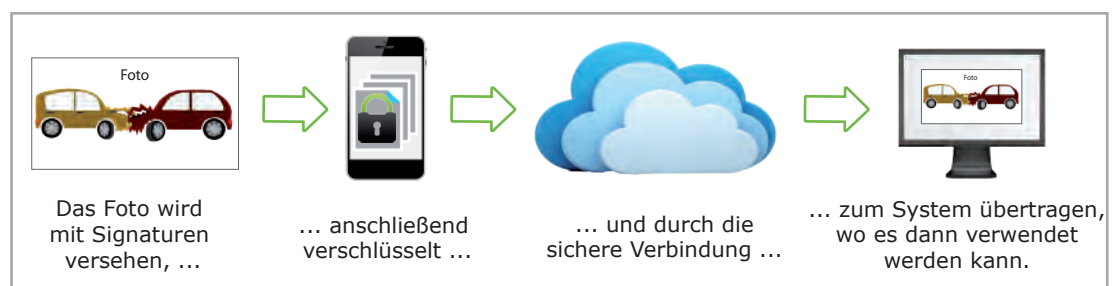 Foto
Das Foto wird
mit Signaturen
versehen, ...
... anschließend
verschlüsselt ...
... und durch die
sichere Verbindung ...
Foto
... zum System übertragen,
wo es dann verwendet
werden kann.